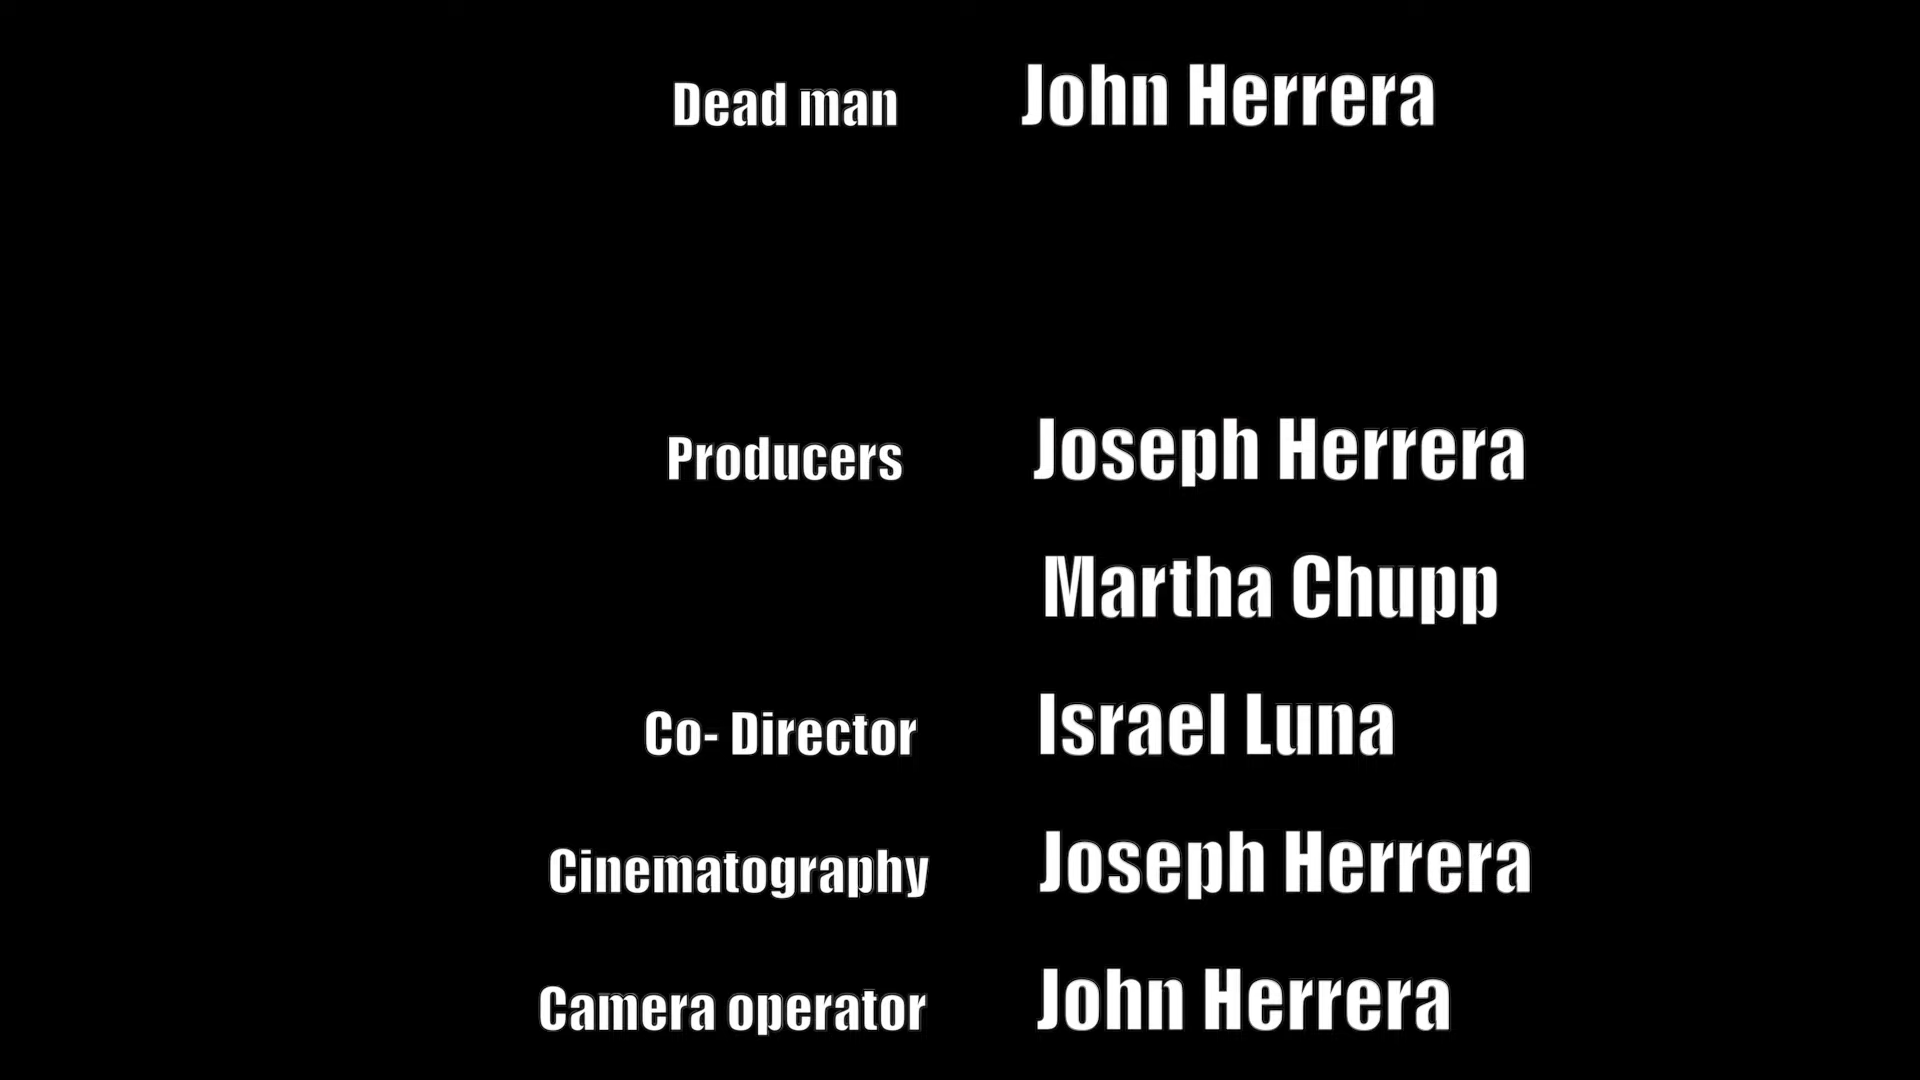 Dead man John Herrera
Producers Joseph Herrera
Martha Chupp
Co- Director Israel Luna
Cinematography Joseph Herrera
Camera operator John Herrera